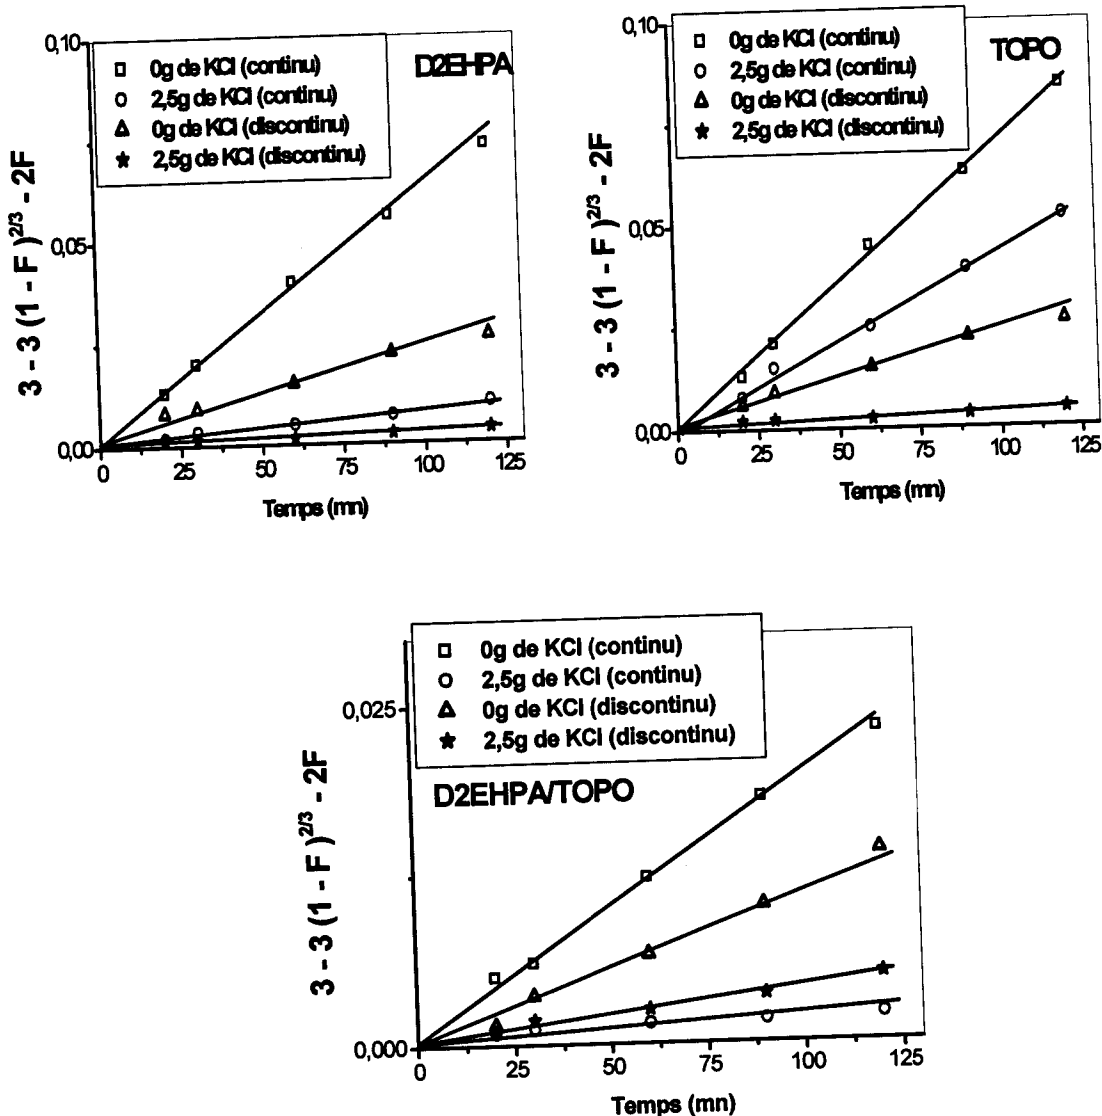 0,10
0g de KCl (continu)
2,5g de KCl (continu)
0g de KCl (discontinu)
2,5g de KCl (discontinu)
D2EHPA
3 - 3 (1 - F )2/3 - 2F
0,05
0,00
0 25 50 75 100 125
Temps (mn)
0,10
0g de KCl (continu)
2,5g de KCl (continu)
0g de KCl (discontinu)
2,5g de KCl (discontinu)
TOPO
3 - 3 (1 - F )2/3 - 2F
0,05
0,00
0 25 50 75 100 125
Temps (mn)
0g de KCl (continu)
2,5g de KCl (continu)
0g de KCl (discontinu)
2,5g de KCl (discontinu)
0,025
D2EHPA/TOPO
3 - 3 (1 - F )2/3 - 2F
0,000
0 25 50 75 100 125
Temps (mn)